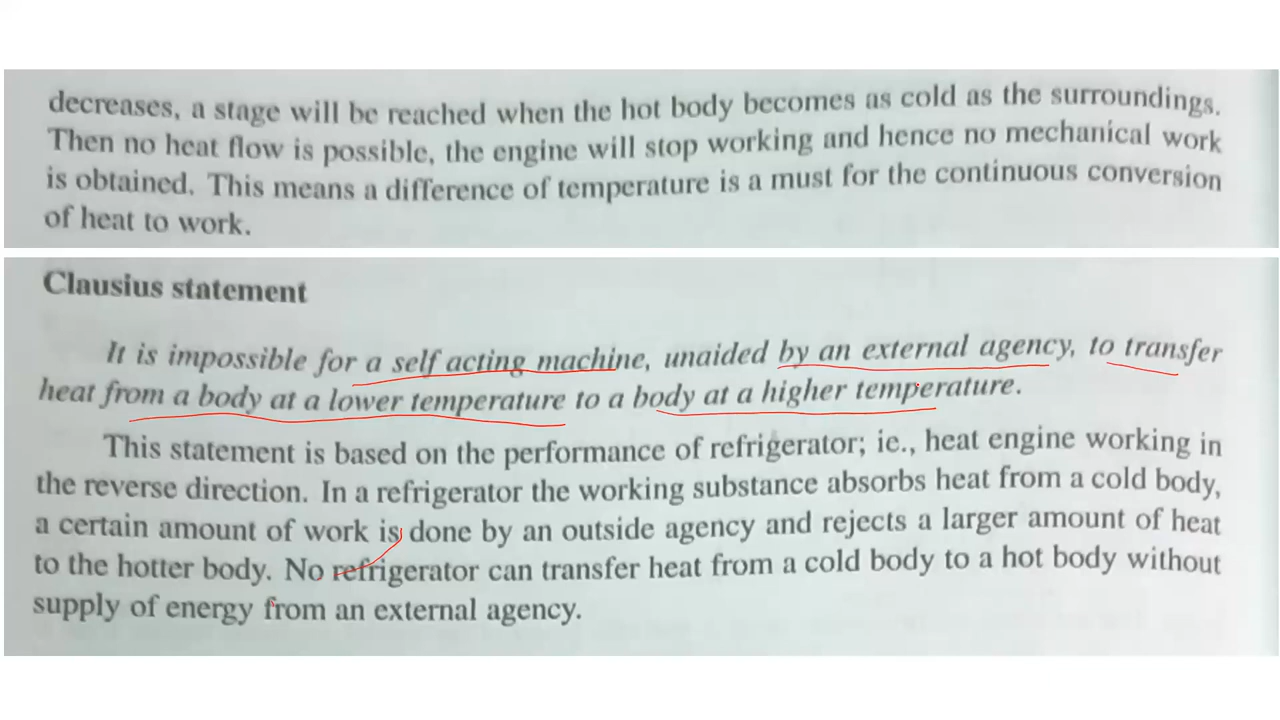 decreases, a stage will be reached when the hot body becomes as cold as the surroundings.
Then no heat flow is possible, the engine will stop working and hence no mechanical work
is obtained. This means a difference of temperature is a must for the continuous conversion
of heat to work.
Clausius statement
It is impossible for a self acting machine, unaided by an external agency, to transfer
heat from a body at a lower temperature to a body at a higher temperature.
This statement is based on the performance of refrigerator; ie., heat engine working in
the reverse direction. In a refrigerator the working substance absorbs heat from a cold body,
a certain amount of work is done by an outside agency and rejects a larger amount of heat
to the hotter body. No refrigerator can transfer heat from a cold body to a hot body without
supply of energy from an external agency.